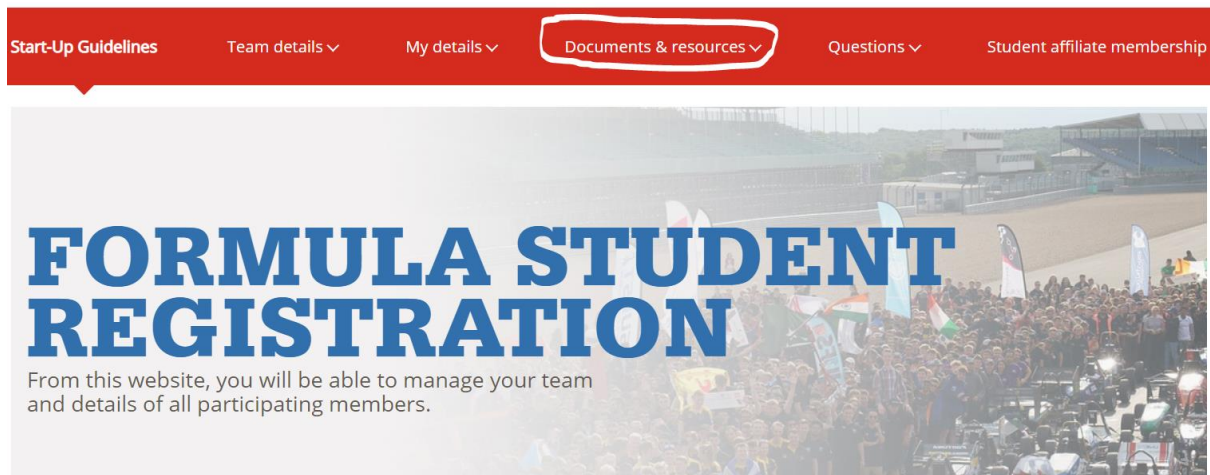 Start-Up Guidelines Team details My details Documents & resources Questions Student affiliate membership
FORMULA STUDENT
REGISTRATION
From this website, you will be able to manage your team
and details of all participating members.